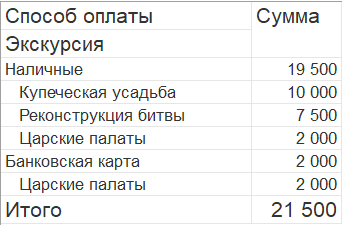 Способ оплаты Сумма
Экскурсия
Наличные 19 500
Купеческая усадьба 10 000
Реконструкция битвы 7 500
Царские палаты 2 000
Банковская карта 2 000
Царские палаты 2 000
Итого 21 500